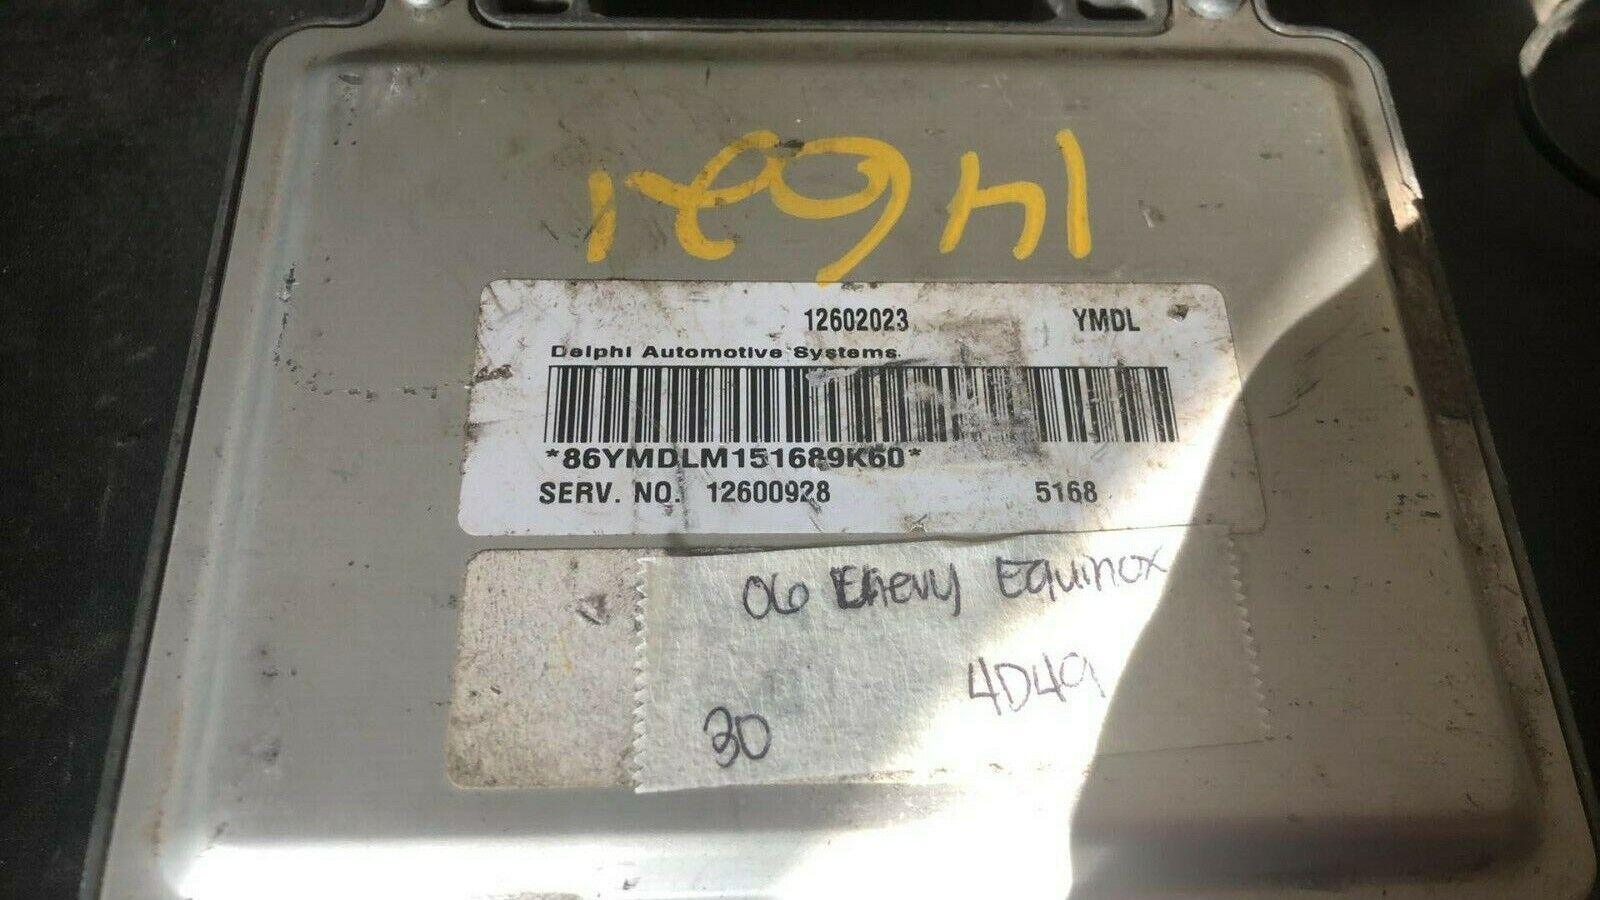 12602023 YMDL
Delphi Automotive Systems
*86YMDLM151689K60*
SERV. NO. 12600928 5168
06 Chevy Equinox
4D49
30